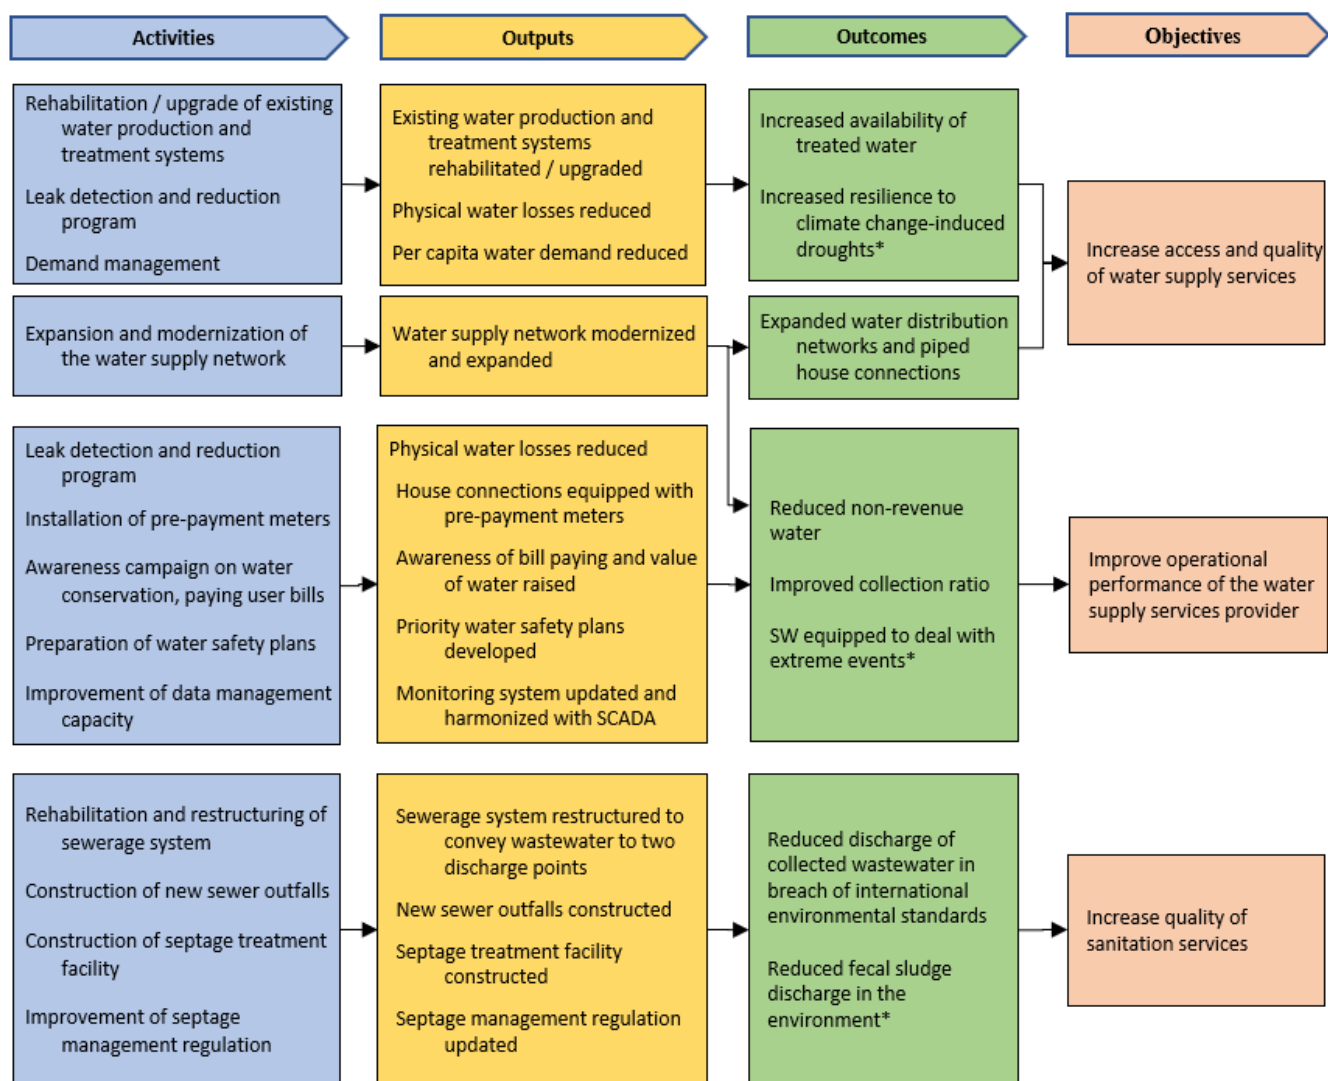 Activities
Outputs
Outcomes
Objectives
Rehabilitation / upgrade of existing
water production and
treatment systems
Leak detection and reduction
program
Demand management
Existing water production and
treatment systems
rehabilitated / upgraded
Physical water losses reduced
Per capita water demand reduced
Increased availability of
treated water
Increased resilience to
climate change-induced
droughts*
Increase access and quality
of water supply services
Expansion and modernization of
the water supply network
Water supply network modernized
and expanded
Expanded water distribution
networks and piped
house connections
Leak detection and reduction
program
Installation of pre-payment meters
Awareness campaign on water
conservation, paying user bills
Preparation of water safety plans
Improvement of data management
capacity
Physical water losses reduced
House connections equipped with
pre-payment meters
Awareness of bill paying and value
of water raised
Priority water safety plans
developed
Monitoring system updated and
harmonized with SCADA
Reduced non-revenue
water
Improved collection ratio
SW equipped to deal with
extreme events*
Improve operational
performance of the water
supply services provider
Rehabilitation and restructuring of
sewerage system
Construction of new sewer outfalls
Construction of septage treatment
facility
Improvement of septage
management regulation
Sewerage system restructured to
convey wastewater to two
discharge points
New sewer outfalls constructed
Septage treatment facility
constructed
Septage management regulation
updated
Reduced discharge of
collected wastewater in
breach of international
environmental standards
Reduced fecal sludge
discharge in the
environment*
Increase quality of
sanitation services